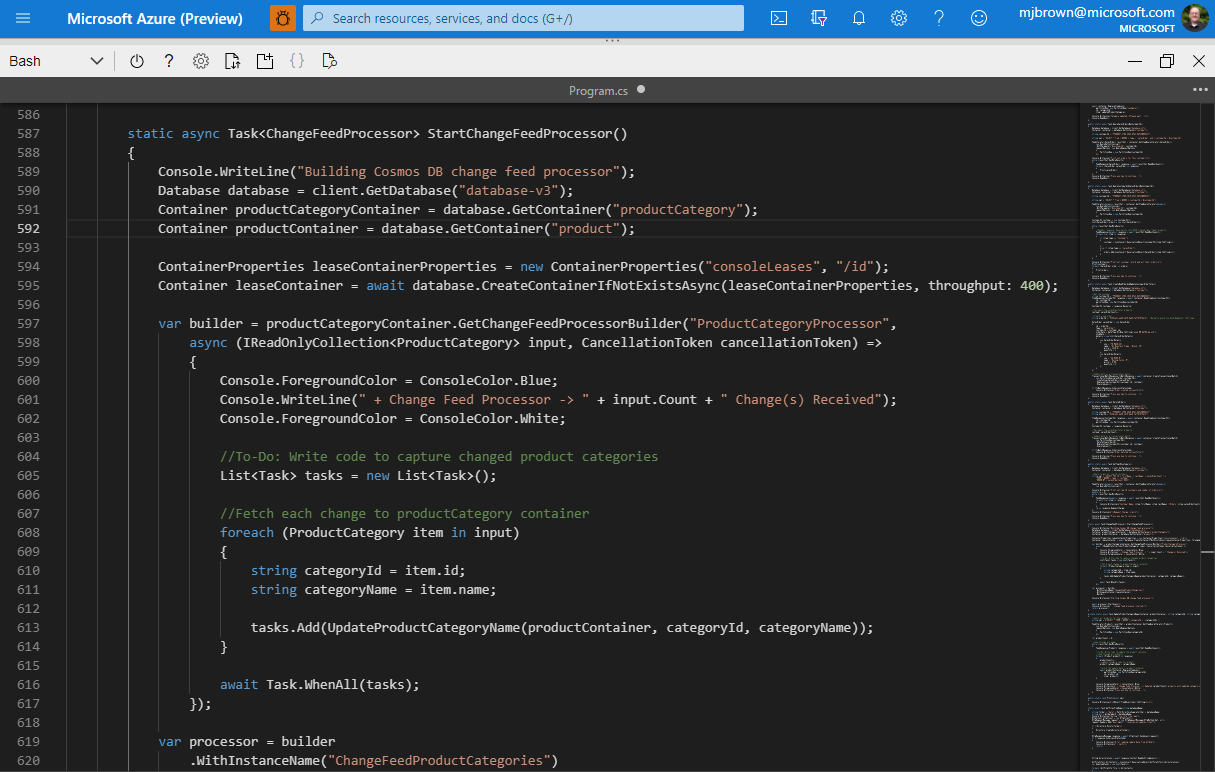 Microsoft Azure (Preview)
Search resources, services, and docs (G+/)
mjbrown@microsoft.com
MICROSOFT
Bash
Program.cs
586
587 static async Task<ChangeFeedProcessor> StartChangeFeedProcessor()
588 {
589 Console.WriteLine("Building Cosmos DB change feed processor");
590 Database database = client.GetDatabase("database-v3");
591 Container productCategoryContainer = database.GetContainer("productCategory");
592 Container productContainer = database.GetContainer("product");
593
594 ContainerProperties leaseContainerProperties = new ContainerProperties("consoleLeases", "/id");
595 Container leaseContainer = await database.CreateContainerIfNotExistsAsync(leaseContainerProperties, throughput: 400);
596
597 var builder = productCategoryContainer.GetChangeFeedProcessorBuilder("ProductCategoryProcessor",
598 async (IReadOnlyCollection<ProductCategory> input, CancellationToken cancellationToken) =>
599 {
600 Console.ForegroundColor = ConsoleColor.Blue;
601 Console.WriteLine(" + Change Feed Processor -> " + input.Count + " Change(s) Received");
602 Console.ForegroundColor = ConsoleColor.White;
603
604 //To-Do: Write code to capture changed product categories
605 List<Task> tasks = new List<Task>();
606
607 //Fetch each change to productCategory container
608 foreach (ProductCategory item in input)
609 {
610 string categoryId = item.id;
611 string categoryName = item.name;
612
613 tasks.Add(UpdateProductCategoryName(productContainer, categoryId, categoryName));
614 }
615
616 await Task.WhenAll(tasks);
617 });
618
619 var processor = builder
620 .WithInstanceName("ChangeFeedProductCategories")